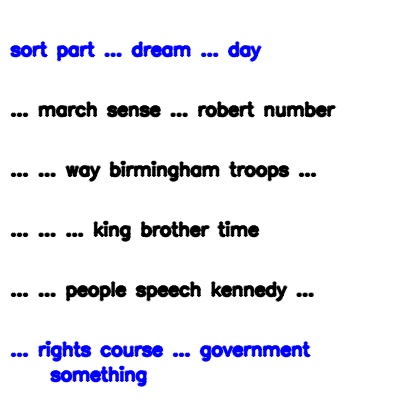 sort part ... dream ... day
... march sense ... robert number
... ... way birmingham troops ...
... ... ... king brother time
... ... people speech kennedy ...
... rights course ... government
something